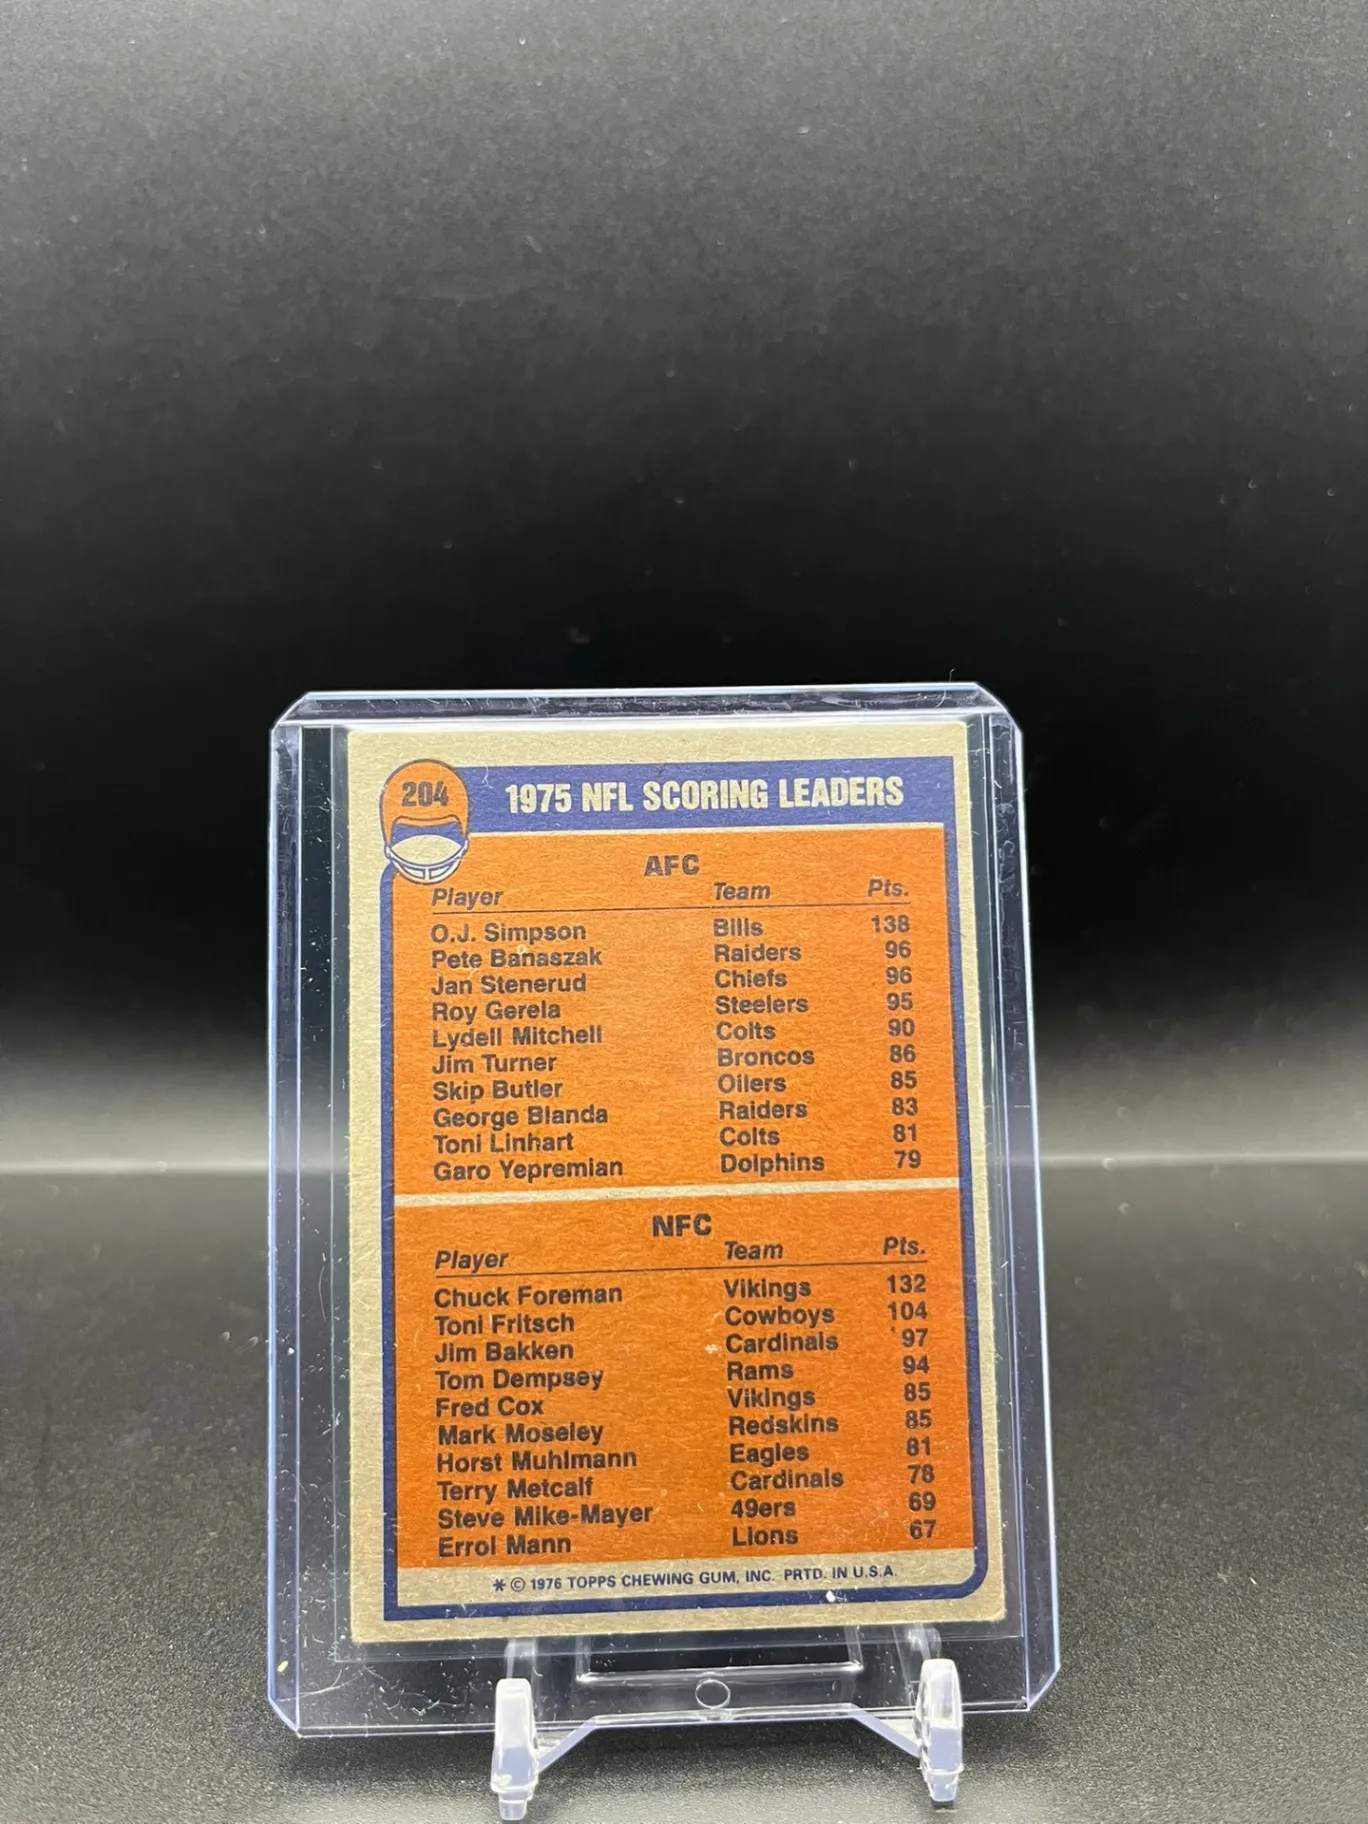 204
1975 NFL SCORING LEADERS
AFC
Player Team Pts.
O.J. Simpson Bills 138
Pete Banaszak Raiders 96
Jan Stenerud Chiefs 96
Roy Gerela Steelers 95
Lydell Mitchell Colts 90
Jim Turner Broncos 86
Skip Butler Oilers 85
George Blanda Raiders 83
Toni Linhart Colts 81
Garo Yepremian Dolphins 79
NFC
Player Team Pts.
Chuck Foreman Vikings 132
Toni Fritsch Cowboys 104
Jim Bakken Cardinals 97
Tom Dempsey Rams 94
Fred Cox Vikings 85
Mark Moseley Redskins 85
Horst Muhlmann Eagles 81
Terry Metcalf Cardinals 78
Steve Mike-Mayer 49ers 69
Errol Mann Lions 67
* © 1976 TOPPS CHEWING GUM, INC. PRTD. IN U.S.A.